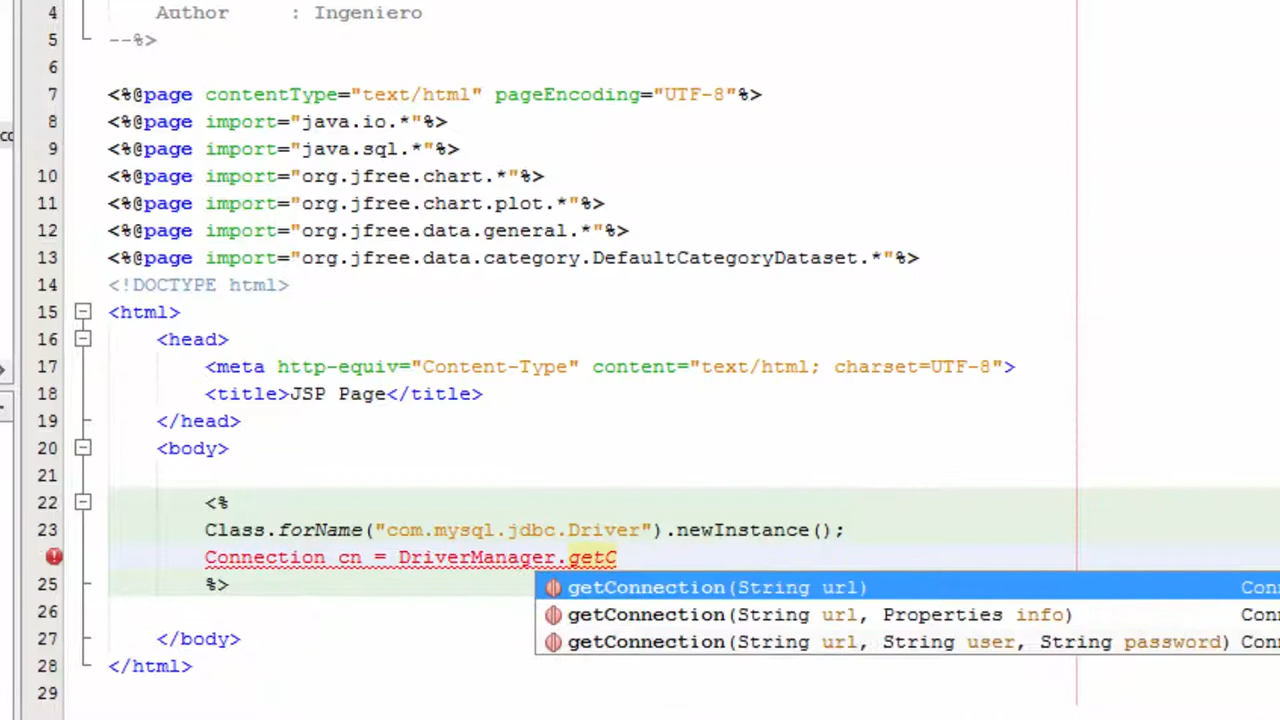 4 Author : Ingeniero
5 --%>
6
7 <%@page contentType="text/html" pageEncoding="UTF-8"%>
8 <%@page import="java.io.*"%>
9 <%@page import="java.sql.*"%>
10 <%@page import="org.jfree.chart.*"%>
11 <%@page import="org.jfree.chart.plot.*"%>
12 <%@page import="org.jfree.data.general.*"%>
13 <%@page import="org.jfree.data.category.DefaultCategoryDataset.*"%>
14 <!DOCTYPE html>
15 <html>
16 <head>
17 <meta http-equiv="Content-Type" content="text/html; charset=UTF-8">
18 <title>JSP Page</title>
19 </head>
20 <body>
21
22 <%
23 Class.forName("com.mysql.jdbc.Driver").newInstance();
Connection cn = DriverManager.getC
25 %>
getConnection(String url) Con
26
getConnection(String url, Properties info) Con
27 </body>
getConnection(String url, String user, String password) Con
28 </html>
29